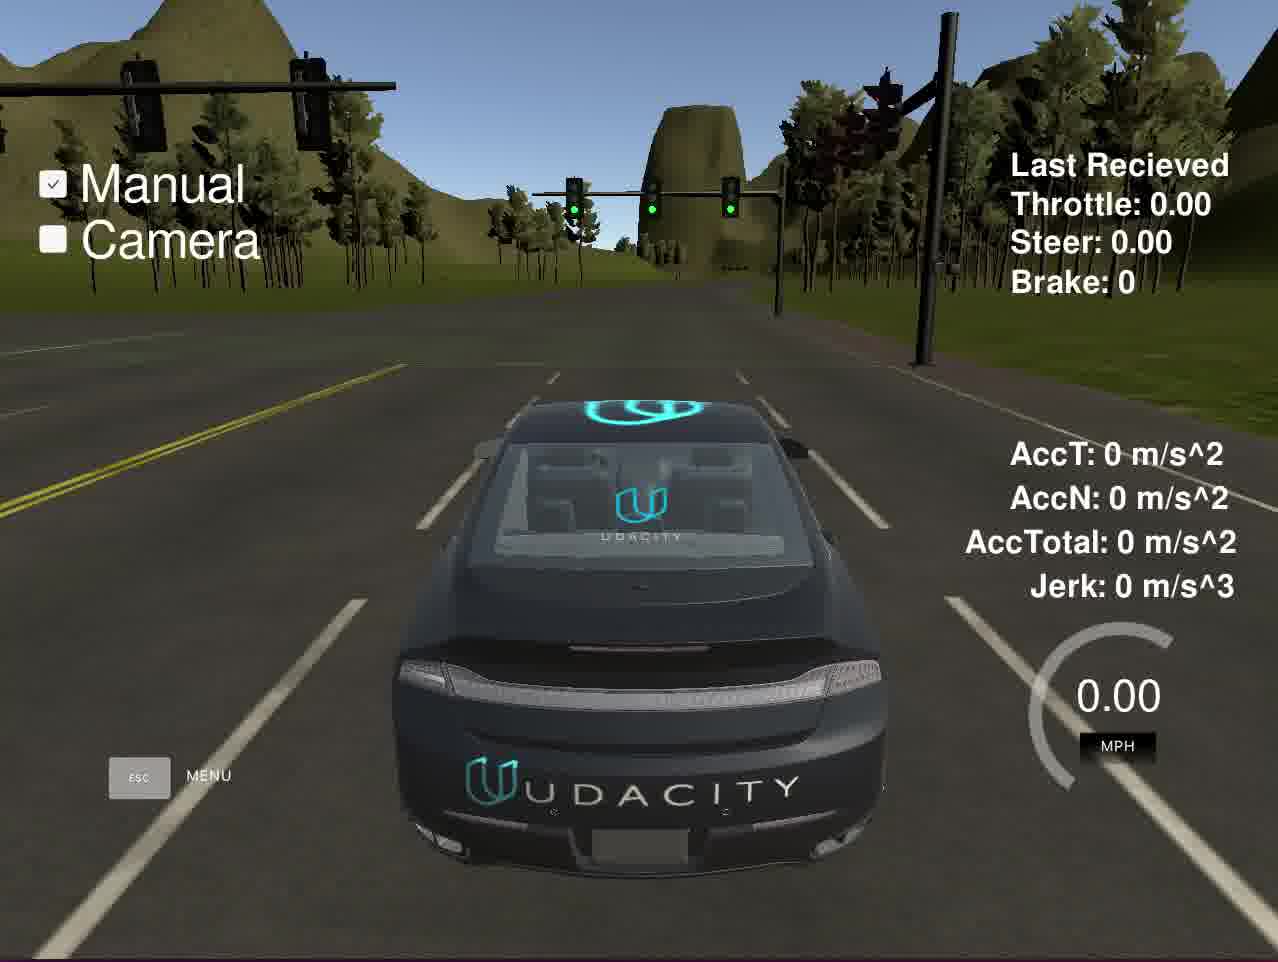 Manual
Camera
Last Recieved
Throttle: 0.00
Steer: 0.00
Brake: 0
AccT: 0 m/s^2
AccN: 0 m/s^2
AccTotal: 0 m/s^2
Jerk: 0 m/s^3
UDACITY
0.00
MPH
ESC MENU
UDACITY